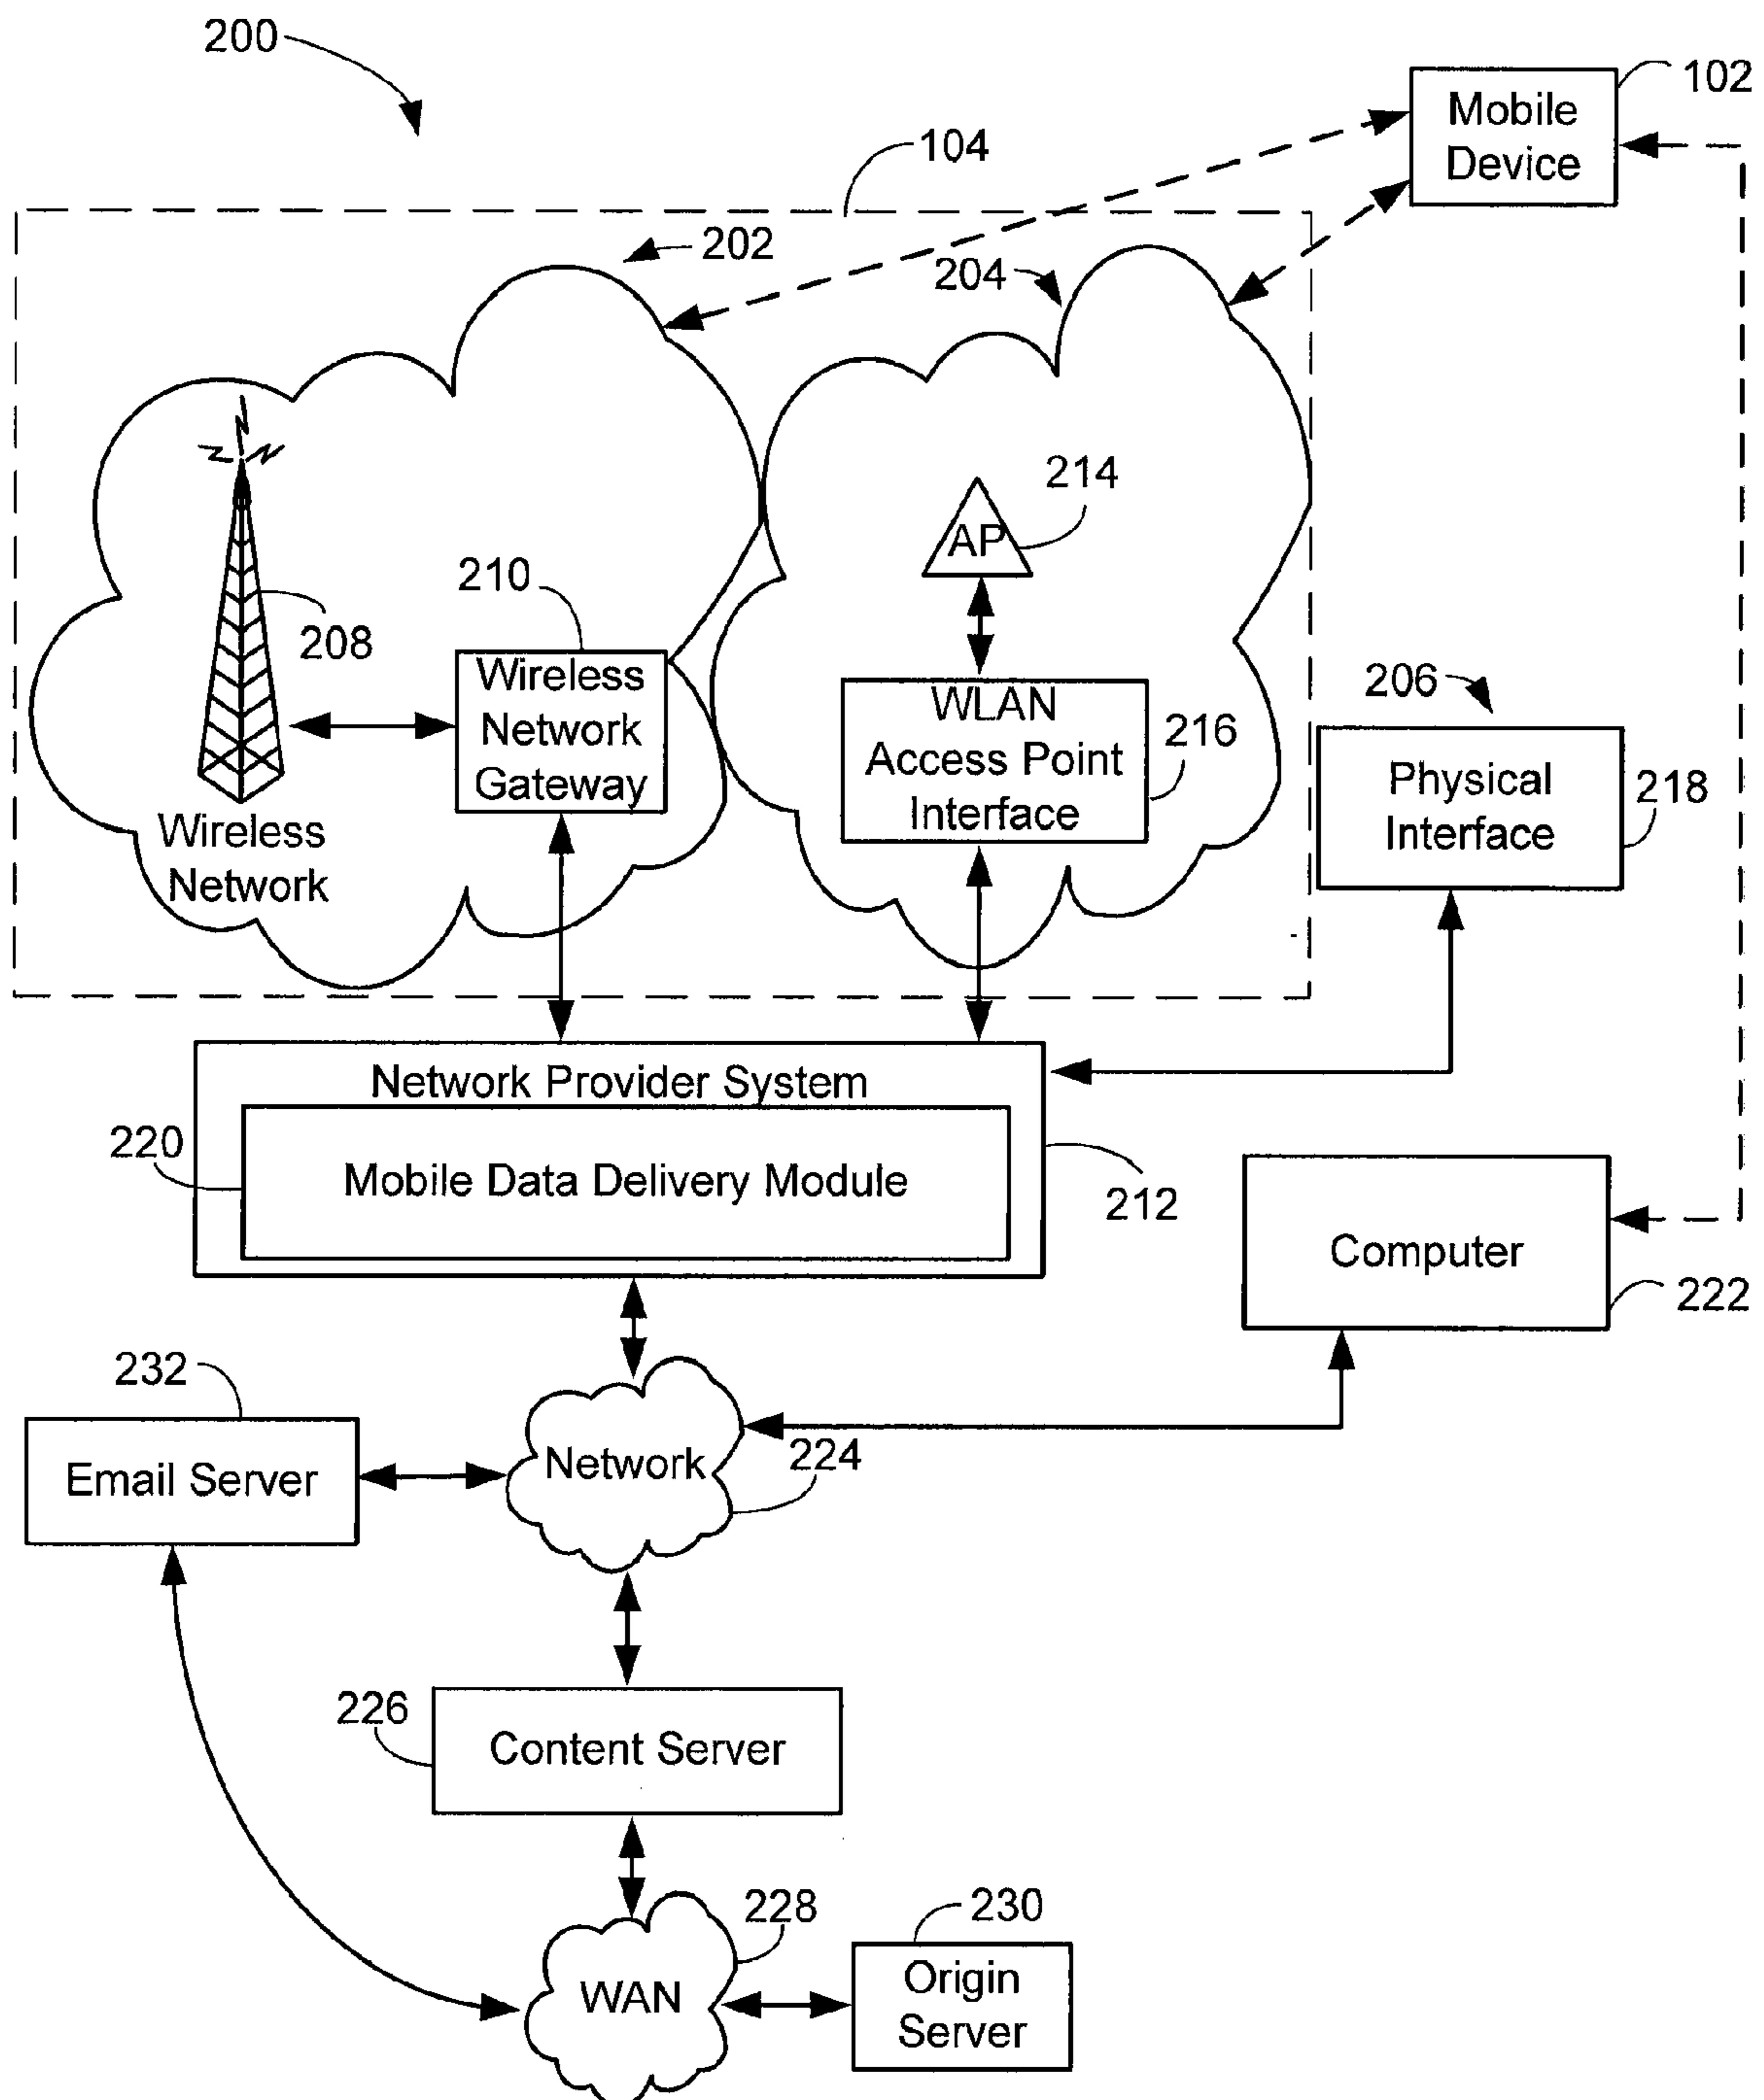 200
102
Mobile
Device
104
202
204
214
AP
210
208
Wireless
Network
Gateway
WLAN
Access Point
Interface
216
206
Physical
Interface
218
Wireless
Network
Network Provider System
220
Mobile Data Delivery Module
212
Computer
222
232
Email Server
Network
224
226
Content Server
228
WAN
230
Origin
Server